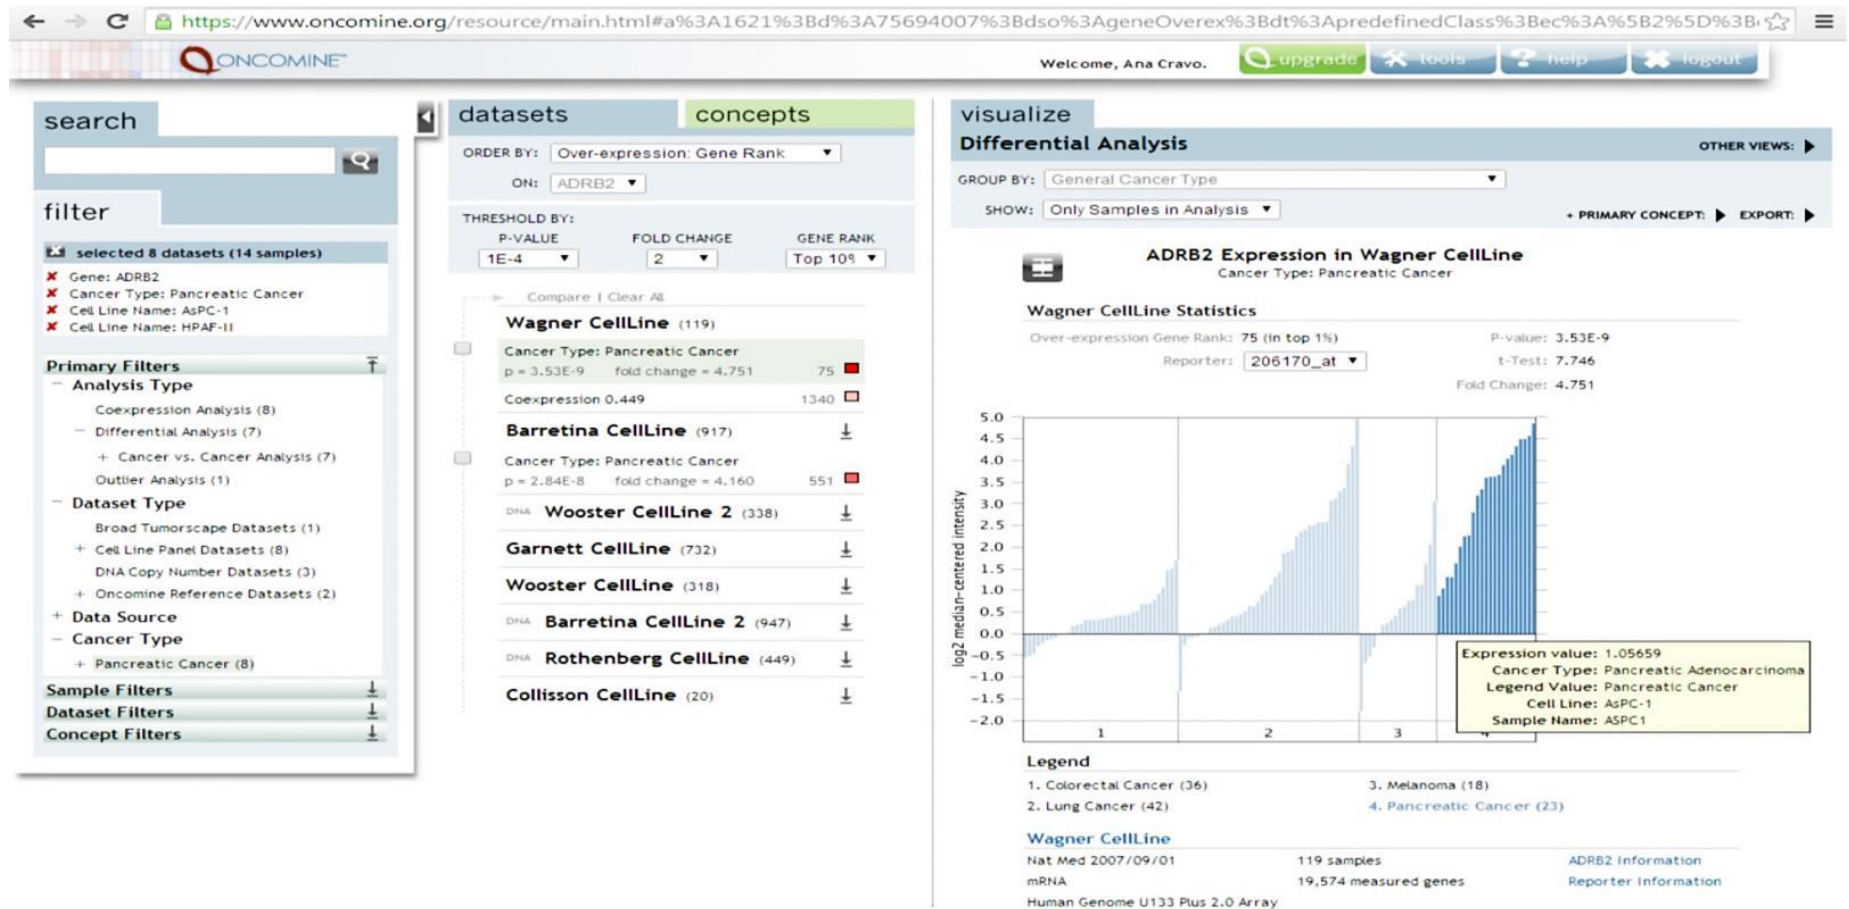 https://www.oncomine.org/resource/main.html#a%3A1621%3Bd%3A75694007%3Bdso%3AgeneOverex%3Bdt%3ApredefinedClass%3Bec%3A%5B2%5D%3B
ONCOMINE™
Welcome, Ana Cravo.
upgrade
tools
? help
logout
search
filter
selected 8 datasets (14 samples)
Gene: ADRB2
Cancer Type: Pancreatic Cancer
Cell Line Name: AsPC-1
Cell Line Name: HPAF-II
Primary Filters
− Analysis Type
Coexpression Analysis (8)
− Differential Analysis (7)
+ Cancer vs. Cancer Analysis (7)
Outlier Analysis (1)
− Dataset Type
Broad Tumorscape Datasets (1)
+ Cell Line Panel Datasets (8)
DNA Copy Number Datasets (3)
+ Oncomine Reference Datasets (2)
+ Data Source
− Cancer Type
+ Pancreatic Cancer (8)
Sample Filters
Dataset Filters
Concept Filters
datasets
concepts
ORDER BY: Over-expression: Gene Rank
ON: ADRB2
THRESHOLD BY:
P-VALUE FOLD CHANGE GENE RANK
1E-4 2 Top 10%
Compare | Clear All
Wagner CellLine (119)
Cancer Type: Pancreatic Cancer
p = 3.53E-9 fold change = 4.751 75
Coexpression 0.449 1340
Barretina CellLine (917)
Cancer Type: Pancreatic Cancer
p = 2.84E-8 fold change = 4.160 551
DNA Wooster CellLine 2 (338)
Garnett CellLine (732)
Wooster CellLine (318)
DNA Barretina CellLine 2 (947)
DNA Rothenberg CellLine (449)
Collisson CellLine (20)
visualize
Differential Analysis
OTHER VIEWS:
GROUP BY: General Cancer Type
SHOW: Only Samples in Analysis
+ PRIMARY CONCEPT: EXPORT:
ADRB2 Expression in Wagner CellLine
Cancer Type: Pancreatic Cancer
Wagner CellLine Statistics
Over-expression Gene Rank: 75 (in top 1%) P-value: 3.53E-9
Reporter: 206170_at t-Test: 7.746
Fold Change: 4.751
log2 median-centered intensity
5.0
4.5
4.0
3.5
3.0
2.5
2.0
1.5
1.0
0.5
0.0
-0.5
-1.0
-1.5
-2.0
1 2 3
Expression value: 1.05659
Cancer Type: Pancreatic Adenocarcinoma
Legend Value: Pancreatic Cancer
Cell Line: AsPC-1
Sample Name: ASPC1
Legend
1. Colorectal Cancer (36) 3. Melanoma (18)
2. Lung Cancer (42) 4. Pancreatic Cancer (23)
Wagner CellLine
Nat Med 2007/09/01 119 samples ADRB2 Information
mRNA 19,574 measured genes Reporter Information
Human Genome U133 Plus 2.0 Array